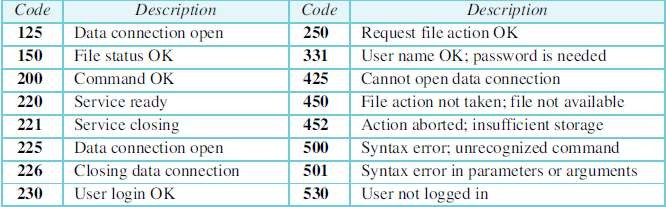 Code Description Code Description
125 Data connection open 250 Request file action OK
150 File status OK 331 User name OK; password is needed
200 Command OK 425 Cannot open data connection
220 Service ready 450 File action not taken; file not available
221 Service closing 452 Action aborted; insufficient storage
225 Data connection open 500 Syntax error; unrecognized command
226 Closing data connection 501 Syntax error in parameters or arguments
230 User login OK 530 User not logged in